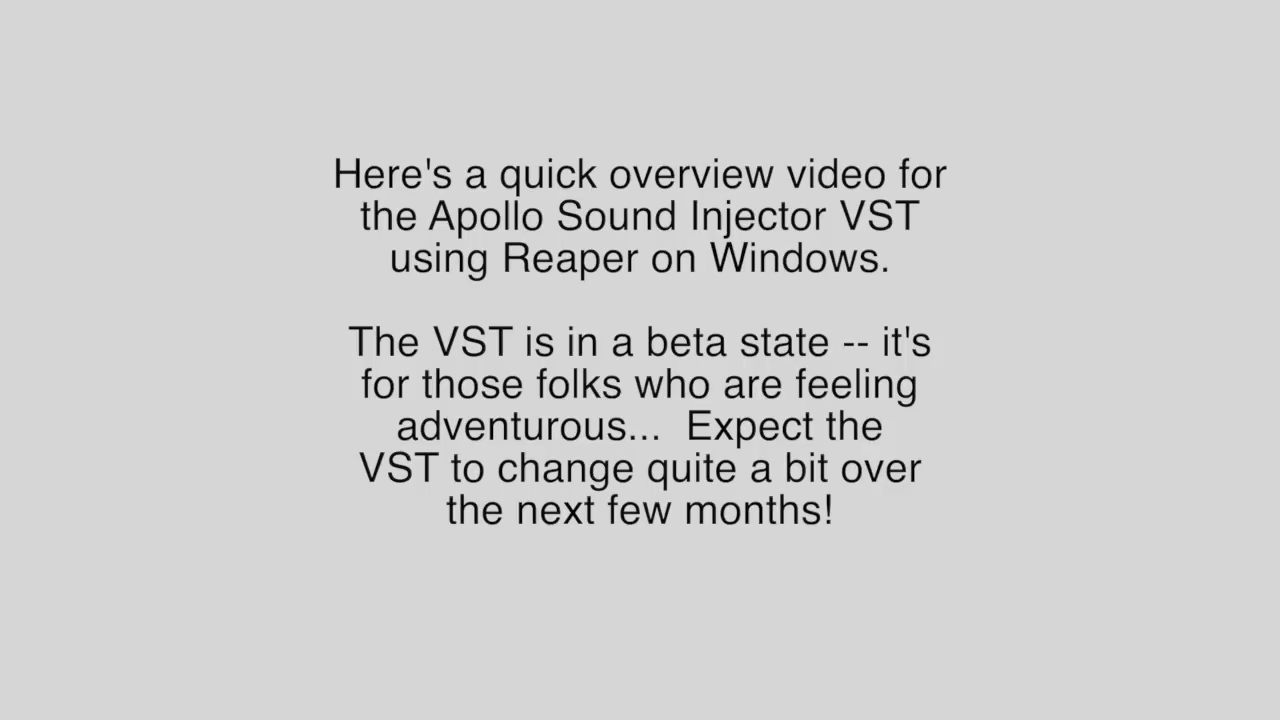 Here's a quick overview video for
the Apollo Sound Injector VST
using Reaper on Windows.
The VST is in a beta state -- it's
for those folks who are feeling
adventurous...  Expect the
VST to change quite a bit over
the next few months!